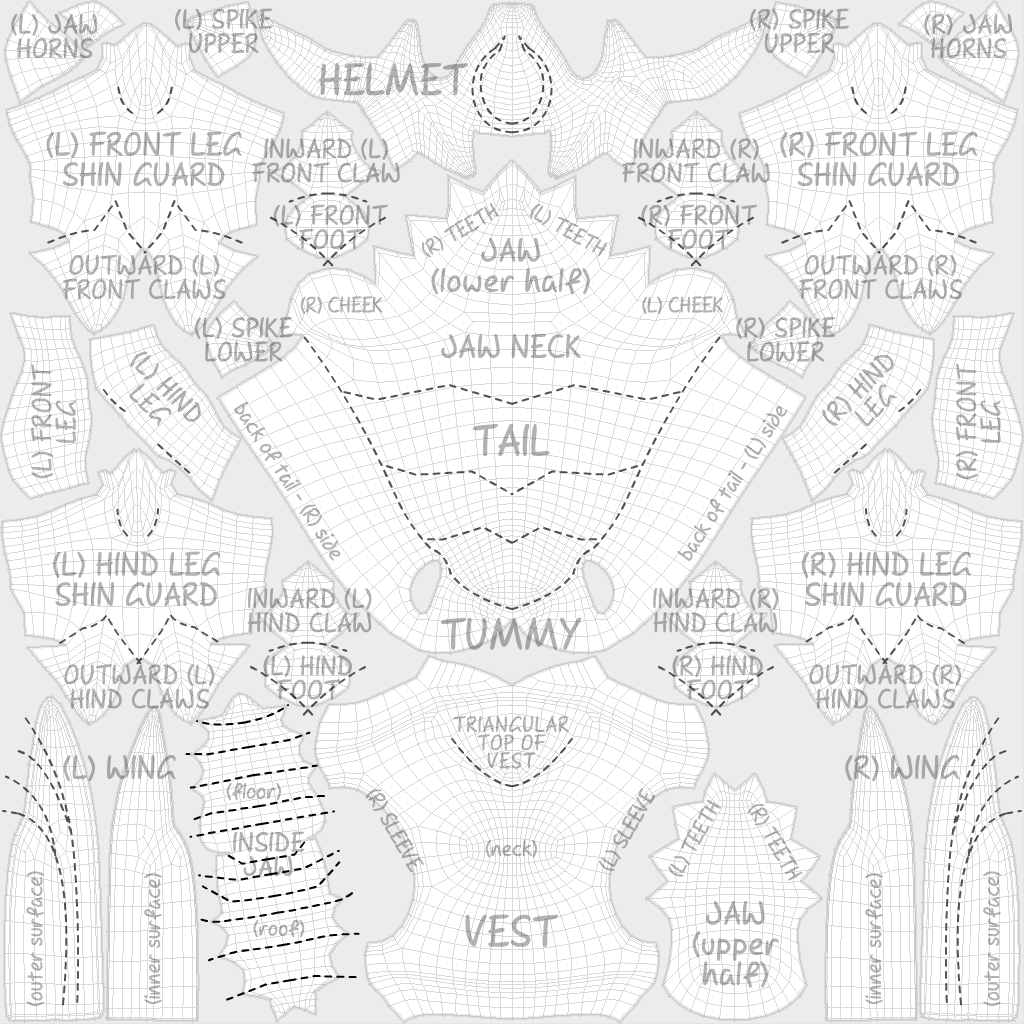 (L) JAW
HORNS
(L) SPIKE
UPPER
HELMET
(R) SPIKE
UPPER
(R) JAW
HORNS
(L) FRONT LEG
SHIN GUARD
INWARD (L)
FRONT CLAW
INWARD (R)
FRONT CLAW
(R) FRONT LEG
SHIN GUARD
(L) FRONT
FOOT
(R) TEETH
(L) TEETH
(R) FRONT
FOOT
JAW
(lower half)
OUTWARD (L)
FRONT CLAWS
OUTWARD (R)
FRONT CLAWS
(R) CHEEK
(L) CHEEK
(L) SPIKE
LOWER
JAW NECK
(R) SPIKE
LOWER
(L) FRONT
LEG
(L) HIND
LEG
(R) HIND
LEG
(R) FRONT
LEG
back of tail - (R) side
TAIL
back of tail - (L) side
(L) HIND LEG
SHIN GUARD
(R) HIND LEG
SHIN GUARD
INWARD (L)
HIND CLAW
TUMMY
INWARD (R)
HIND CLAW
OUTWARD (L)
HIND CLAWS
(L) HIND
FOOT
(R) HIND
FOOT
OUTWARD (R)
HIND CLAWS
TRIANGULAR
TOP OF
VEST
(L) WING
(R) WING
(floor)
INSIDE
JAW
(roof)
(R) SLEEVE
(neck)
(L) SLEEVE
VEST
(L) TEETH
(R) TEETH
JAW
(upper
half)
(outer surface)
(inner surface)
(inner surface)
(outer surface)